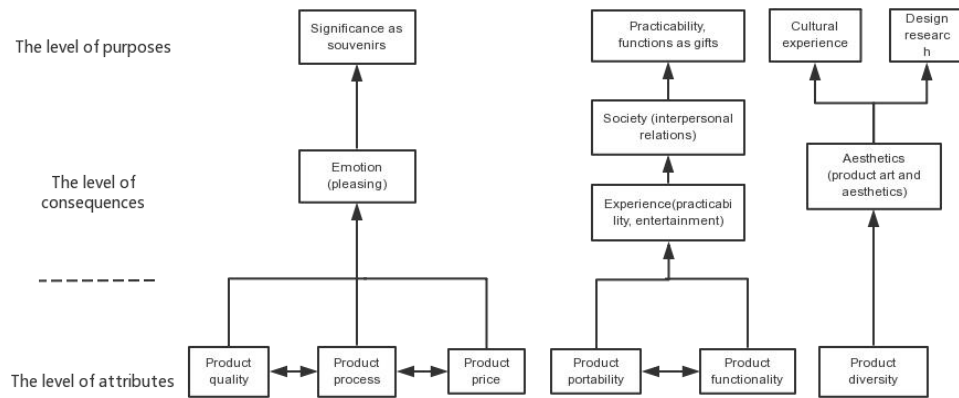 The level of purposes
Significance as
souvenirs
Practicability,
functions as gifts
Cultural
experience
Design
researc
h
The level of
consequences
Emotion
(pleasing)
Society (interpersonal
relations)
Experience(practicabi
lity, entertainment)
Aesthetics
(product art and
aesthetics)
The level of attributes
Product
quality
Product
process
Product
price
Product
portability
Product
functionality
Product
diversity